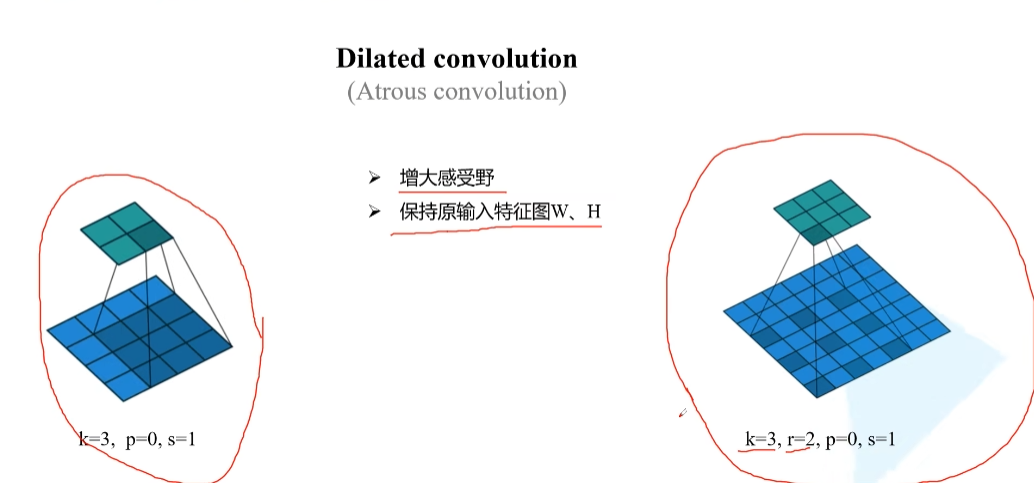 Dilated convolution
(Atrous convolution)
➢ 增大感受野
➢ 保持原输入特征图W、H
k=3, p=0, s=1
k=3, r=2, p=0, s=1